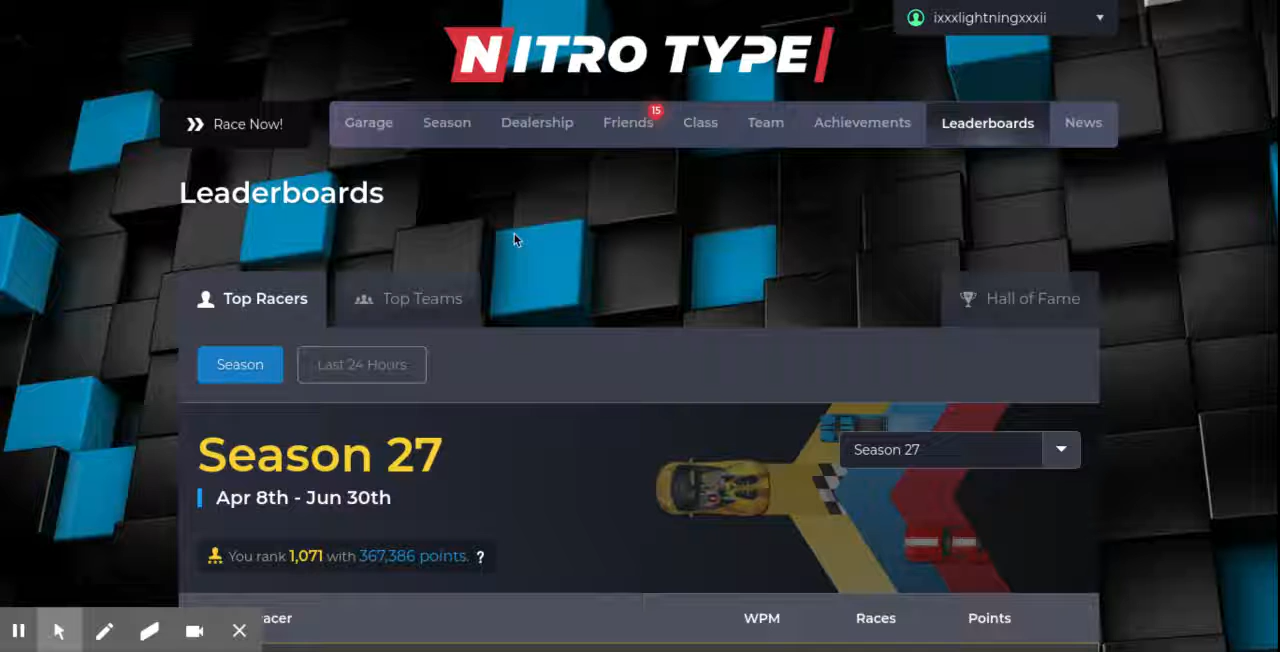 ixxxlightningxxxii
NITRO TYPE
Race Now!
Garage Season Dealership Friends 15 Class Team Achievements Leaderboards News
Leaderboards
Top Racers Top Teams Hall of Fame
Season Last 24 Hours
Season 27
Season 27
Apr 8th - Jun 30th
You rank 1,071 with 367,386 points. ?
acer WPM Races Points